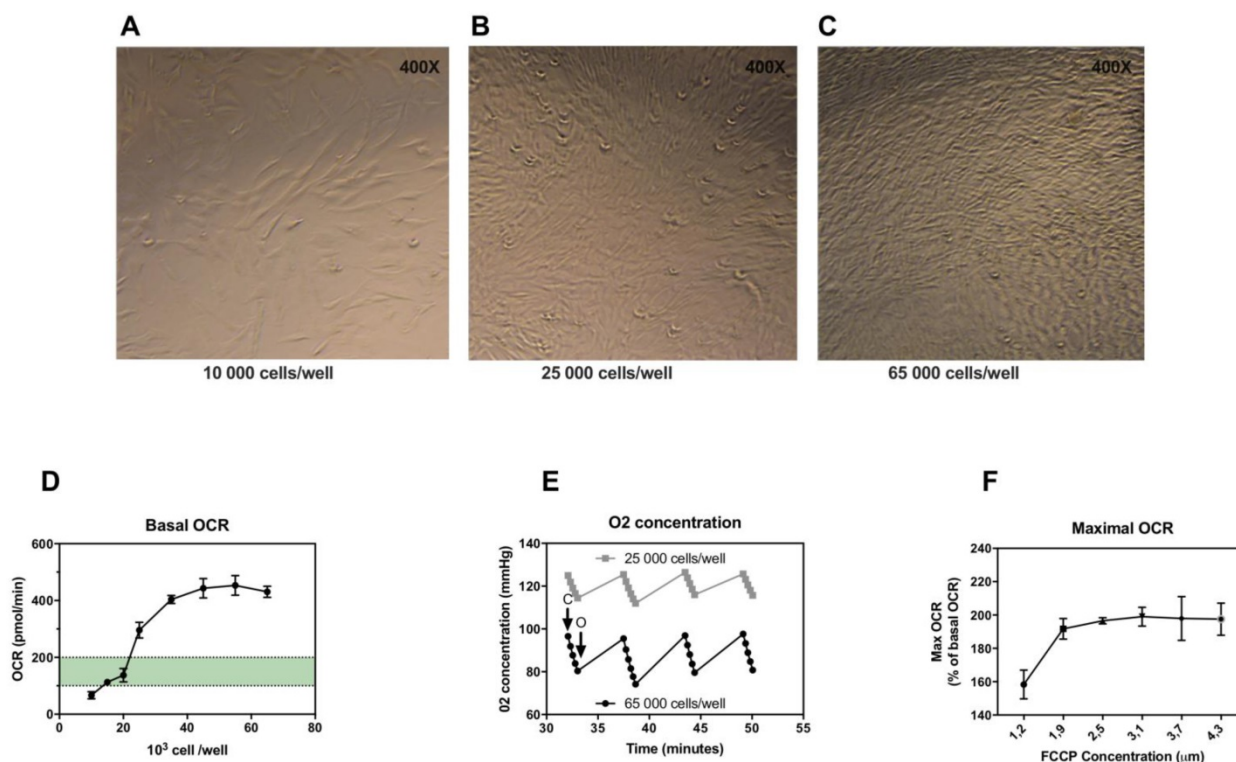 A
B
C
400X
400X
400X
10 000 cells/well
25 000 cells/well
65 000 cells/well
D
E
F
Basal OCR
OCR (pmol/min)
600
400
200
0
0
20
40
60
80
10³ cell /well
O2 concentration
02 concentration (mmHg)
140
120
100
80
60
25 000 cells/well
C
O
65 000 cells/well
30
35
40
45
50
55
Time (minutes)
Maximal OCR
Max OCR
(% of basal OCR)
240
220
200
180
160
140
1,2
1,9
2,5
3,1
3,7
4,3
FCCP Concentration (μm)